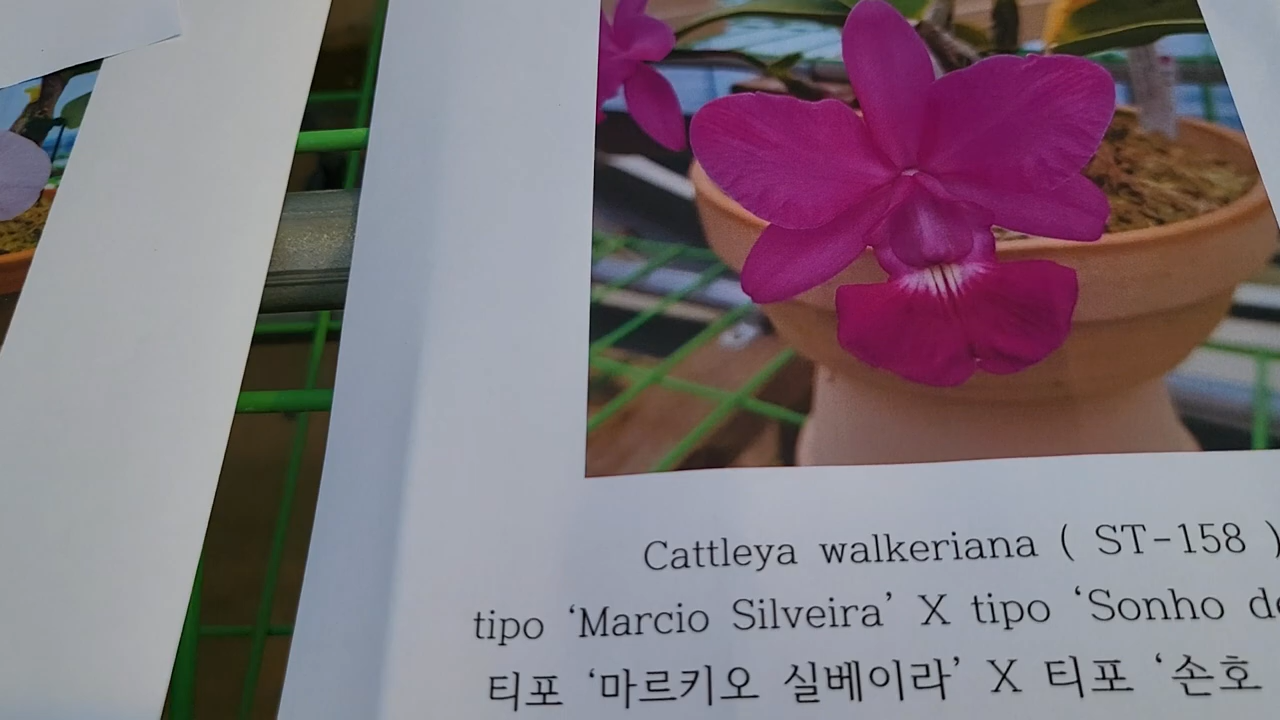 Cattleya walkeriana ( ST-158 )
tipo ‘Marcio Silveira’ X tipo ‘Sonho
티포 ‘마르키오 실베이라’ X 티포 ‘손호